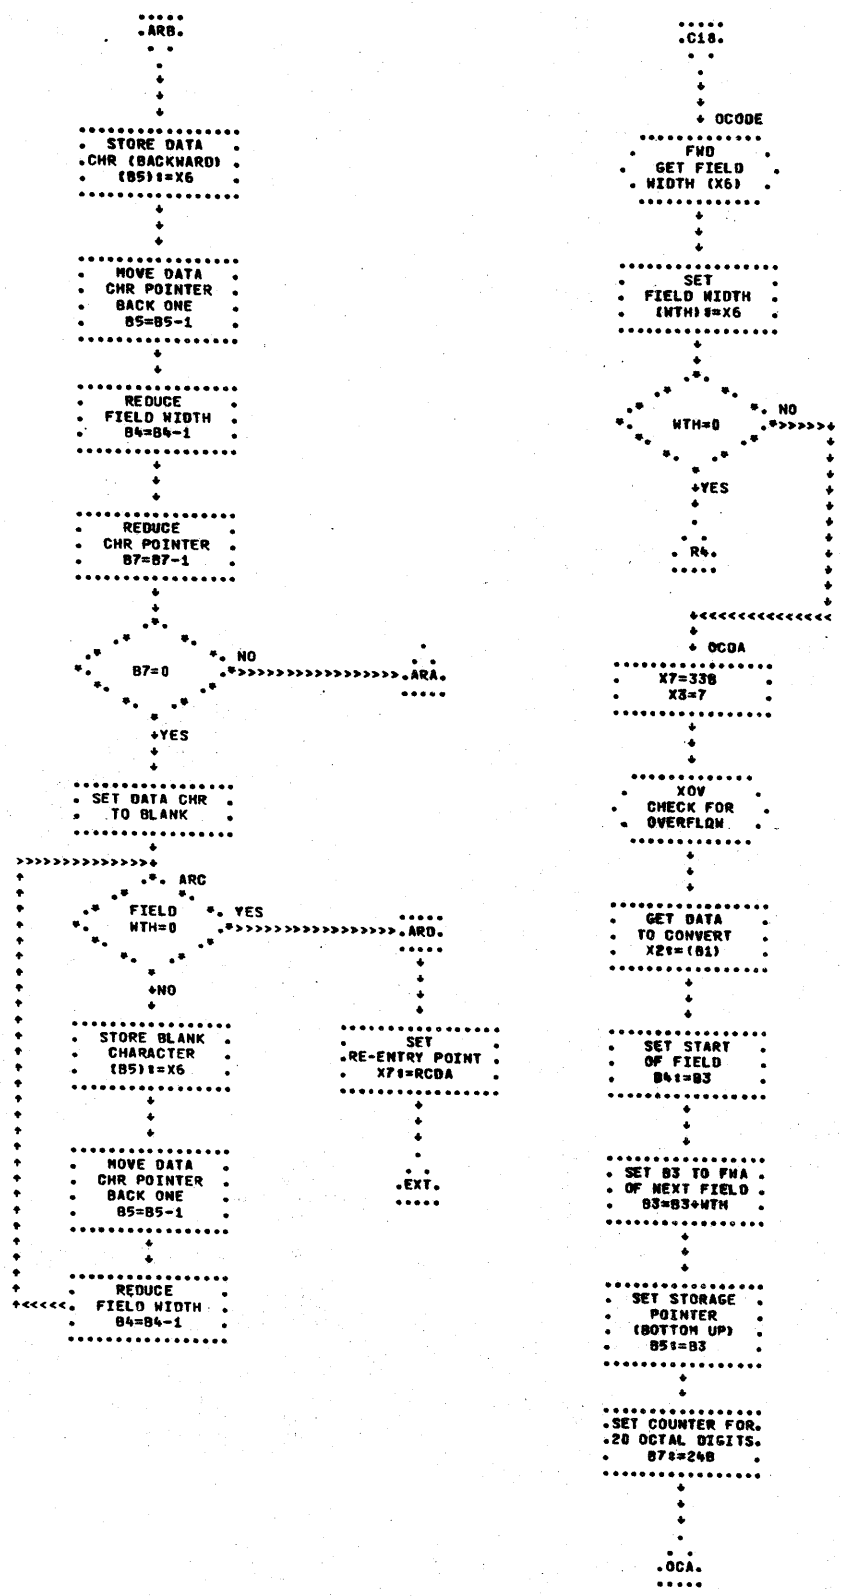 .ARB.
STORE DATA
CHR (BACKWARD)
(B5):=X6
MOVE DATA
CHR POINTER
BACK ONE
B5=B5-1
REDUCE
FIELD WIDTH
B4=B4-1
REDUCE
CHR POINTER
B7=B7-1
B7=0
NO
.ARA.
YES
SET DATA CHR
TO BLANK
ARC
FIELD
WTH=0
YES
.ARD.
NO
SET
RE-ENTRY POINT
X7:=RCDA
.EXT.
STORE BLANK
CHARACTER
(B5):=X6
MOVE DATA
CHR POINTER
BACK ONE
B5=B5-1
REDUCE
FIELD WIDTH
B4=B4-1
.C18.
OCODE
FWD
GET FIELD
WIDTH (X6)
SET
FIELD WIDTH
(WTH):=X6
WTH=0
NO
YES
. R4.
OCDA
X7=33B
X3=7
XOV
CHECK FOR
OVERFLOW
GET DATA
TO CONVERT
X2:=(B1)
SET START
OF FIELD
B4:=B3
SET B3 TO FWA
OF NEXT FIELD
B3=B3+WTH
SET STORAGE
POINTER
(BOTTOM UP)
B5:=B3
SET COUNTER FOR
20 OCTAL DIGITS
B7:=24B
.OCA.